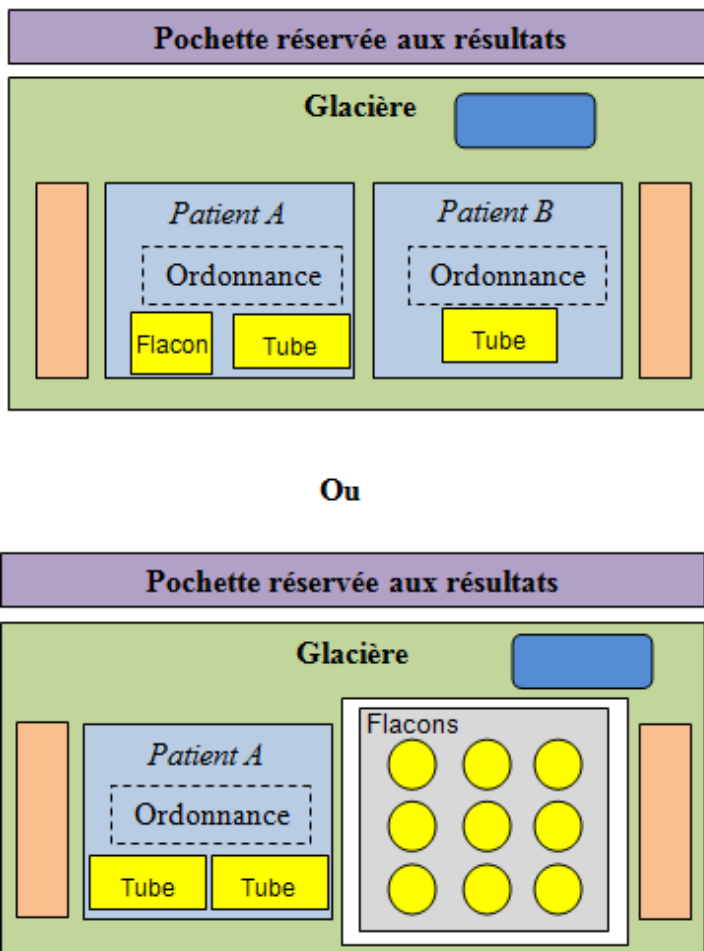 Pochette réservée aux résultats
Glacière
Patient A
Ordonnance
Flacon
Tube
Patient B
Ordonnance
Tube
Ou
Pochette réservée aux résultats
Glacière
Patient A
Ordonnance
Tube
Tube
Flacons